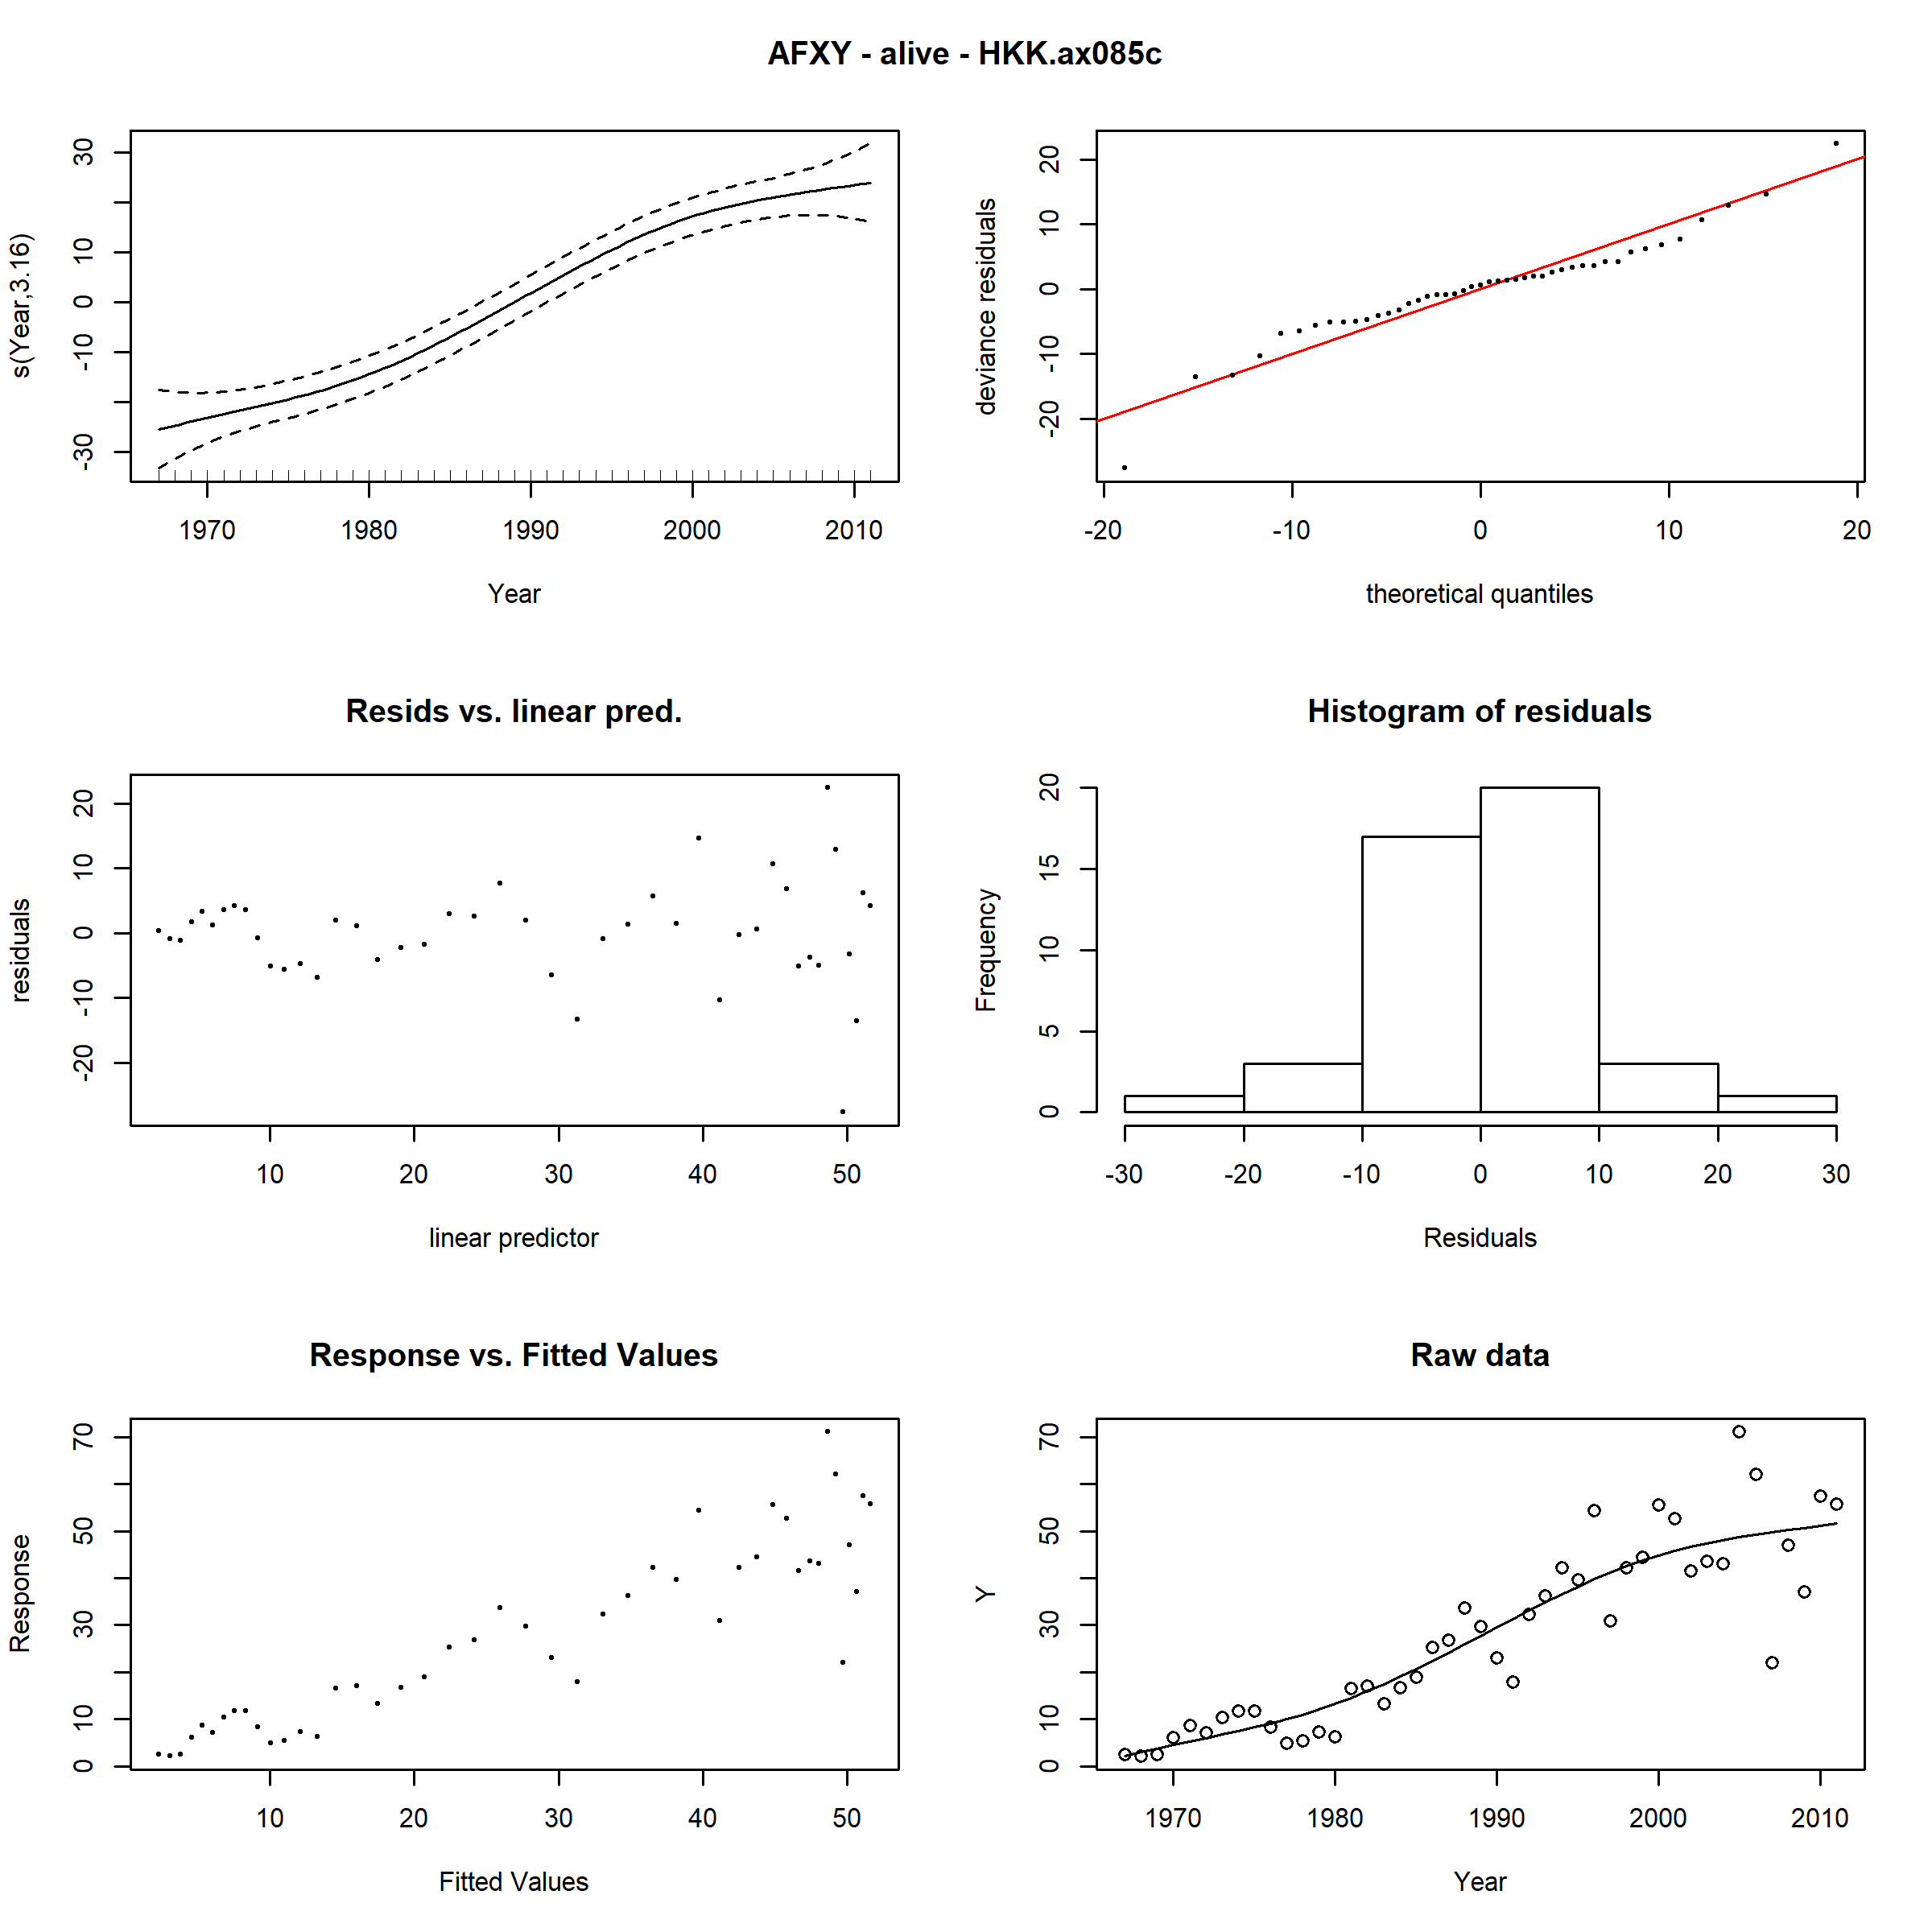 AFXY - alive - HKK.ax085c
s(Year,3.16)
-30 -10 0 10 30
1970 1980 1990 2000 2010
Year
deviance residuals
-20 -10 0 10 20
-20 -10 0 10 20
theoretical quantiles
Resids vs. linear pred.
residuals
-20 -10 0 10 20
10 20 30 40 50
linear predictor
Histogram of residuals
Frequency
0 5 10 15 20
-30 -20 -10 0 10 20 30
Residuals
Response vs. Fitted Values
Response
0 10 30 50 70
10 20 30 40 50
Fitted Values
Raw data
Y
0 10 30 50 70
1970 1980 1990 2000 2010
Year